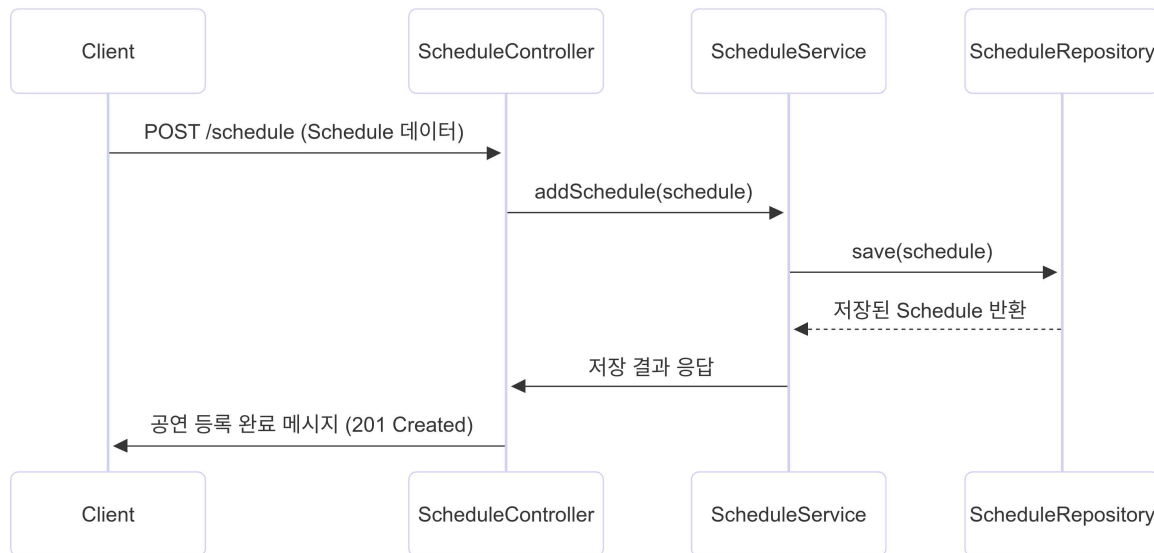 Client
ScheduleController
ScheduleService
ScheduleRepository
POST /schedule (Schedule 데이터)
addSchedule(schedule)
save(schedule)
저장된 Schedule 반환
저장 결과 응답
공연 등록 완료 메시지 (201 Created)
Client
ScheduleController
ScheduleService
ScheduleRepository